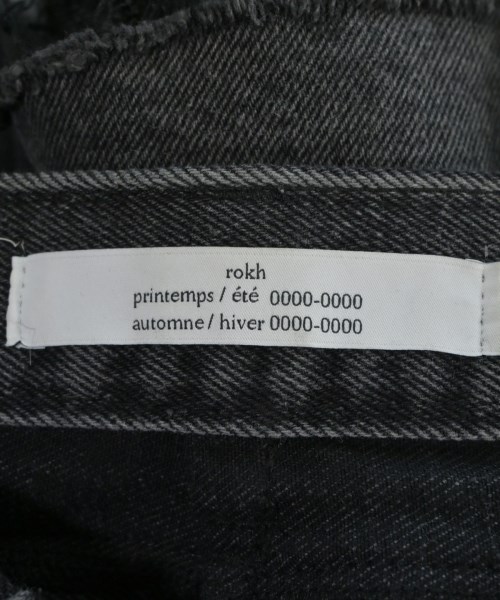 rokh
printemps / été 0000-0000
automne / hiver 0000-0000